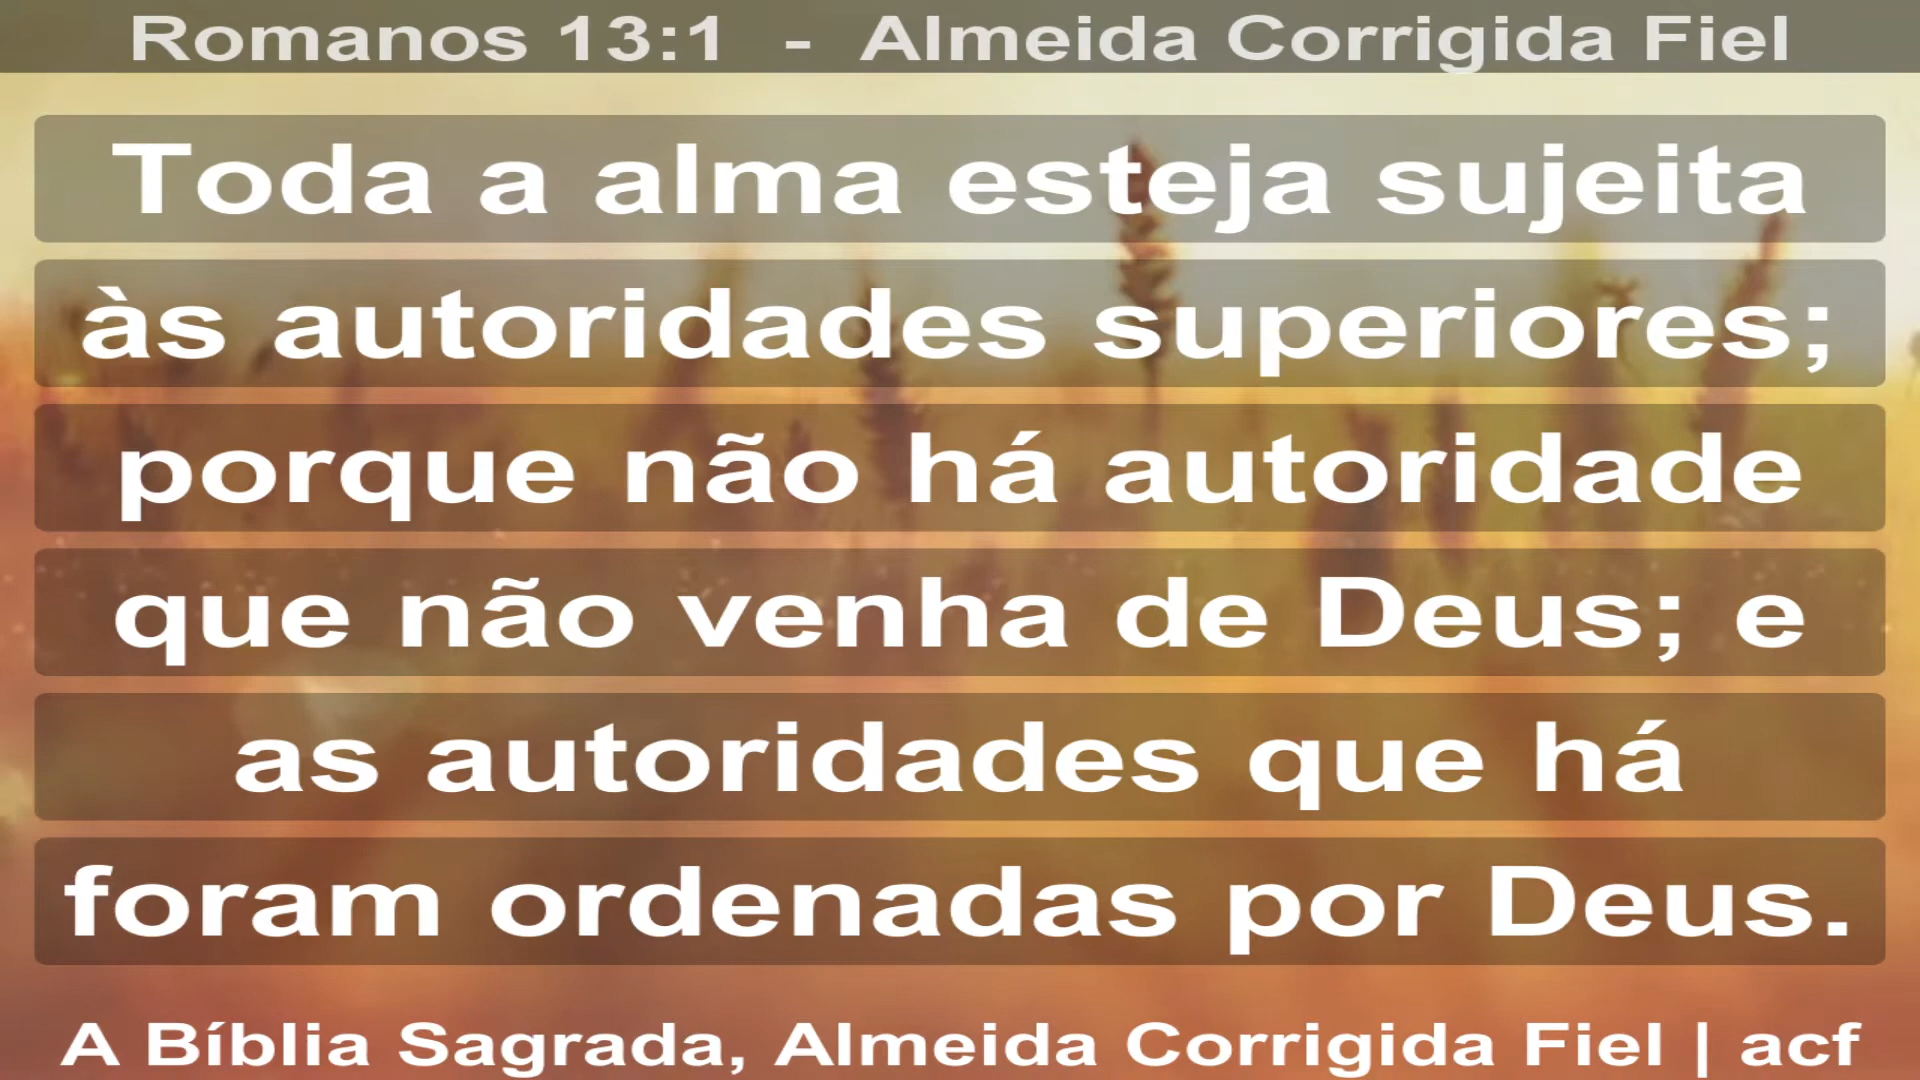 Romanos 13:1 - Almeida Corrigida Fiel
Toda a alma esteja sujeita
às autoridades superiores;
porque não há autoridade
que não venha de Deus; e
as autoridades que há
foram ordenadas por Deus.
A Bíblia Sagrada, Almeida Corrigida Fiel | acf